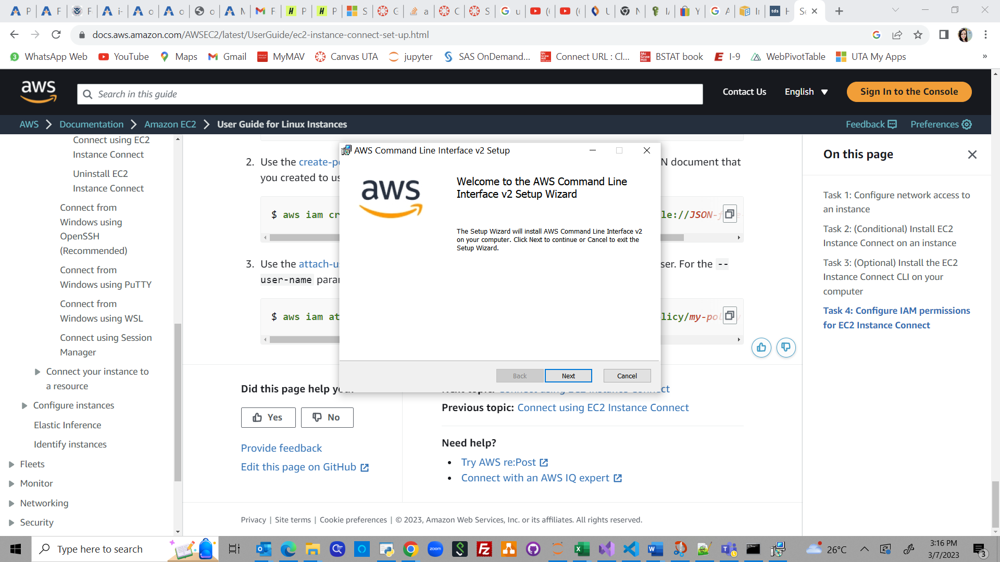 P
F
F
i-
o
o
o
M
F
P
P
S
a
S
u
tds
docs.aws.amazon.com/AWSEC2/latest/UserGuide/ec2-instance-connect-set-up.html
WhatsApp Web
YouTube
Maps
Gmail
MyMAV
Canvas UTA
jupyter
SAS OnDemand...
Connect URL : Cl...
BSTAT book
I-9
WebPivotTable
UTA My Apps
»
aws
Search in this guide
Contact Us
English
Sign In to the Console
AWS
Documentation
Amazon EC2
User Guide for Linux Instances
Feedback
Preferences
Connect using EC2
Instance Connect
Uninstall EC2
Instance Connect
Connect from
Windows using
OpenSSH
(Recommended)
Connect from
Windows using PuTTY
Connect from
Windows using WSL
Connect using Session
Manager
Connect your instance to
a resource
Configure instances
Elastic Inference
Identify instances
Fleets
Monitor
Networking
Security
2. Use the create-po
N document that
you created to us
$ aws iam cr
le://JSON-f
3. Use the attach-u
ser. For the --
user-name param
$ aws iam at
licy/my-pol
AWS Command Line Interface v2 Setup
aws
Welcome to the AWS Command Line
Interface v2 Setup Wizard
The Setup Wizard will install AWS Command Line Interface v2
on your computer. Click Next to continue or Cancel to exit the
Setup Wizard.
Back
Next
Cancel
Did this page help you?
Yes
No
Provide feedback
Edit this page on GitHub
Next topic: Connect using EC2 Instance Connect
Previous topic: Connect using EC2 Instance Connect
Need help?
• Try AWS re:Post
• Connect with an AWS IQ expert
Privacy | Site terms | Cookie preferences | © 2023, Amazon Web Services, Inc. or its affiliates. All rights reserved.
On this page
Task 1: Configure network access to
an instance
Task 2: (Conditional) Install EC2
Instance Connect on an instance
Task 3: (Optional) Install the EC2
Instance Connect CLI on your
computer
Task 4: Configure IAM permissions
for EC2 Instance Connect
Type here to search
zoom
26°C
3:16 PM
3/7/2023
3